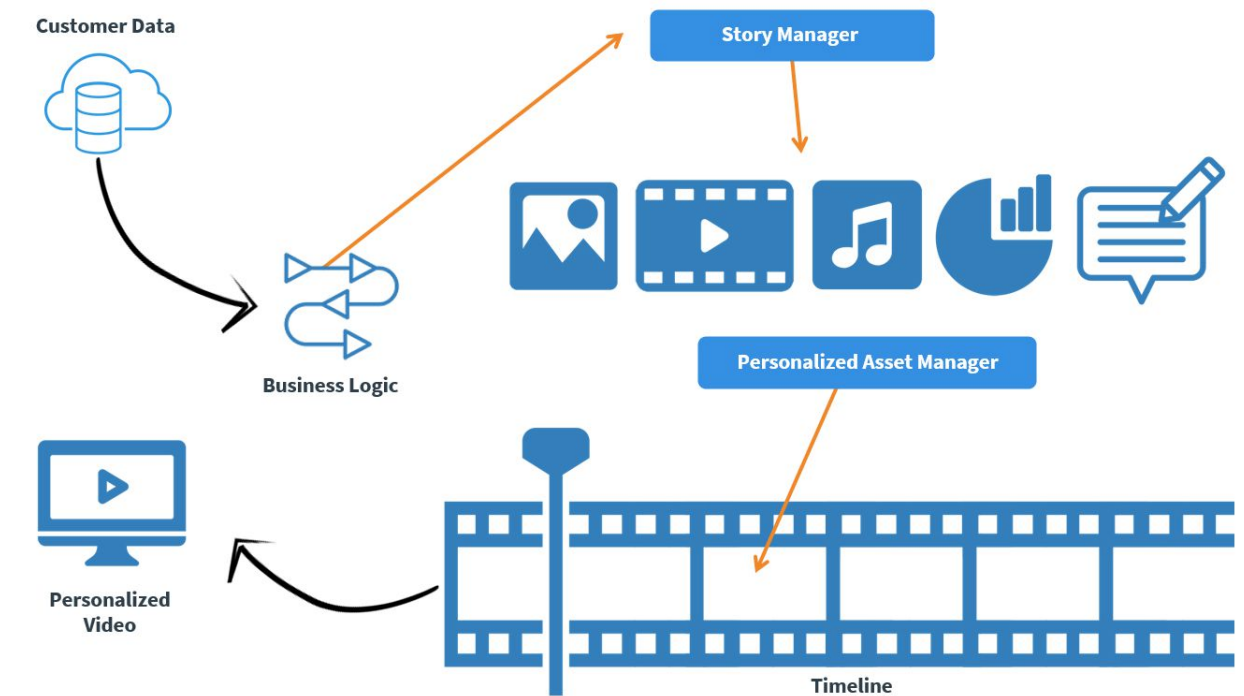 Customer Data
Story Manager
Business Logic
Personalized Asset Manager
Personalized
Video
Timeline